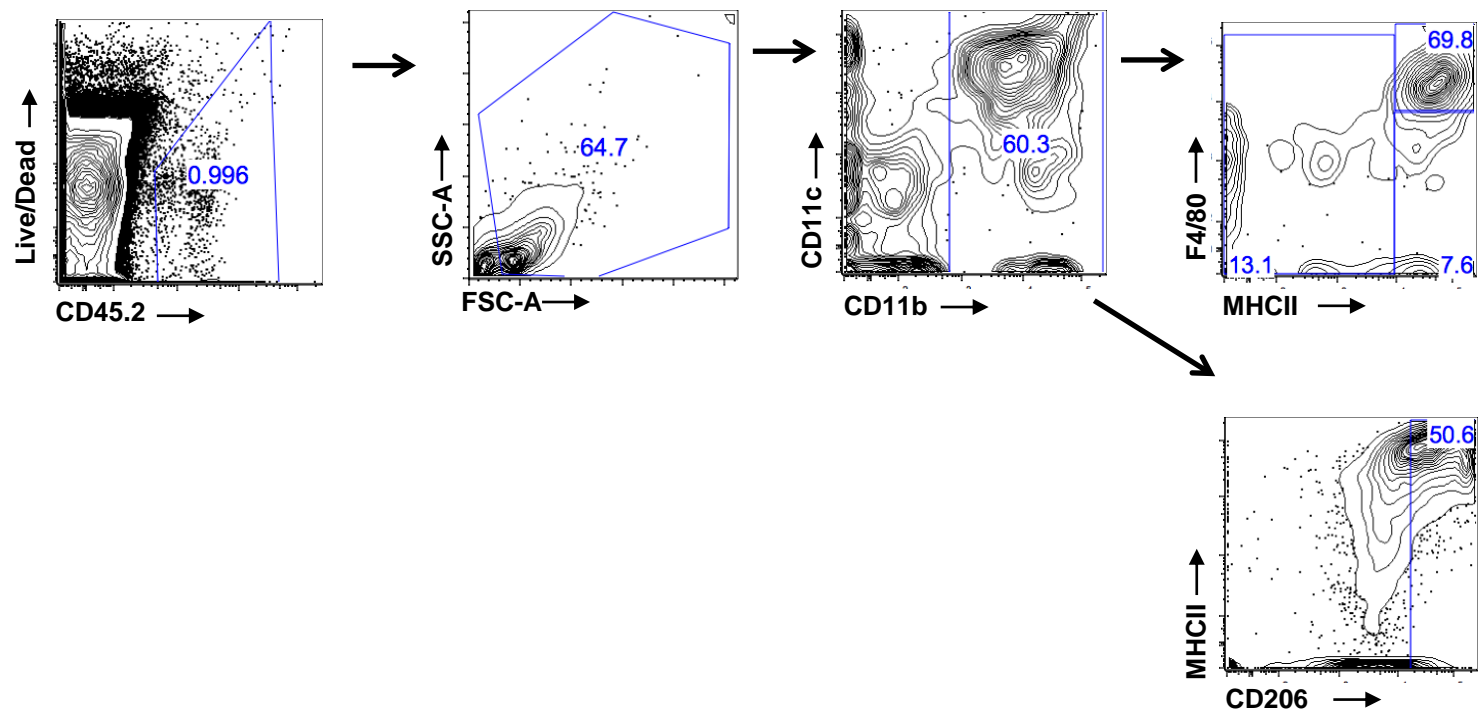 Live/Dead
0.996
CD45.2
SSC-A
64.7
FSC-A
CD11c
60.3
CD11b
F4/80
69.8
13.1
7.6
MHCII
MHCII
50.6
CD206